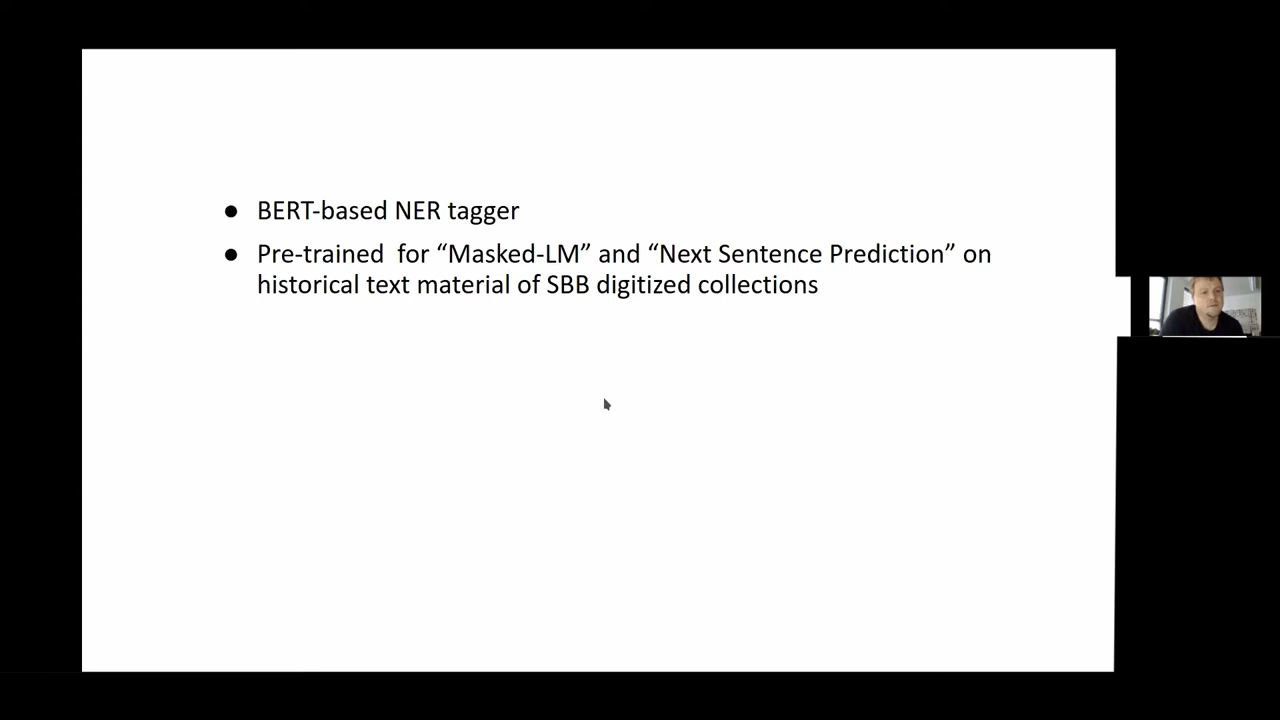 ● BERT-based NER tagger
● Pre-trained  for “Masked-LM” and “Next Sentence Prediction” on
historical text material of SBB digitized collections